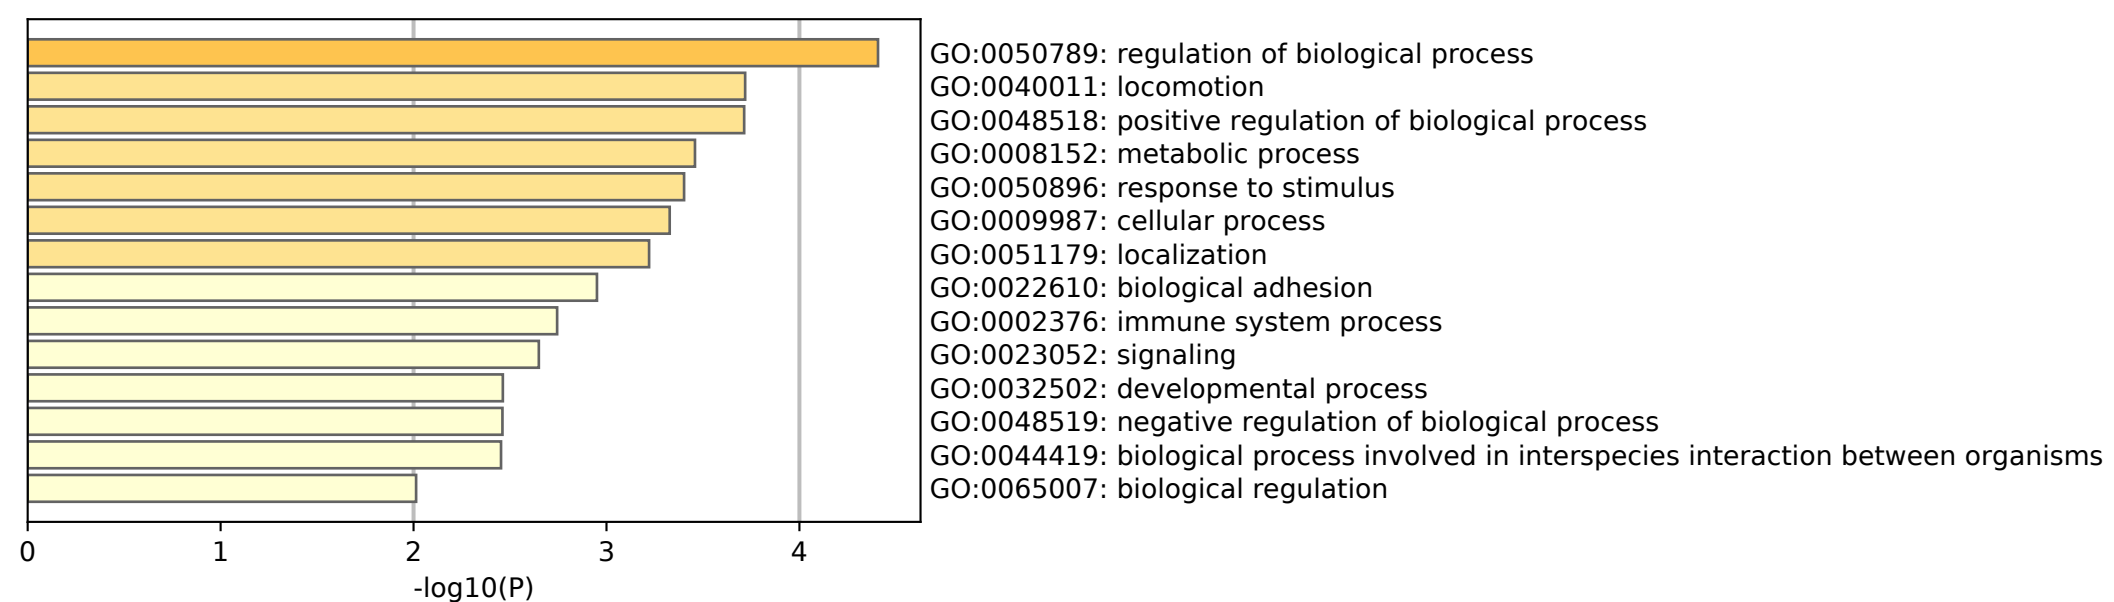 GO:0050789: regulation of biological process
GO:0040011: locomotion
GO:0048518: positive regulation of biological process
GO:0008152: metabolic process
GO:0050896: response to stimulus
GO:0009987: cellular process
GO:0051179: localization
GO:0022610: biological adhesion
GO:0002376: immune system process
GO:0023052: signaling
GO:0032502: developmental process
GO:0048519: negative regulation of biological process
GO:0044419: biological process involved in interspecies interaction between organisms
GO:0065007: biological regulation
0 1 2 3 4
-log10(P)